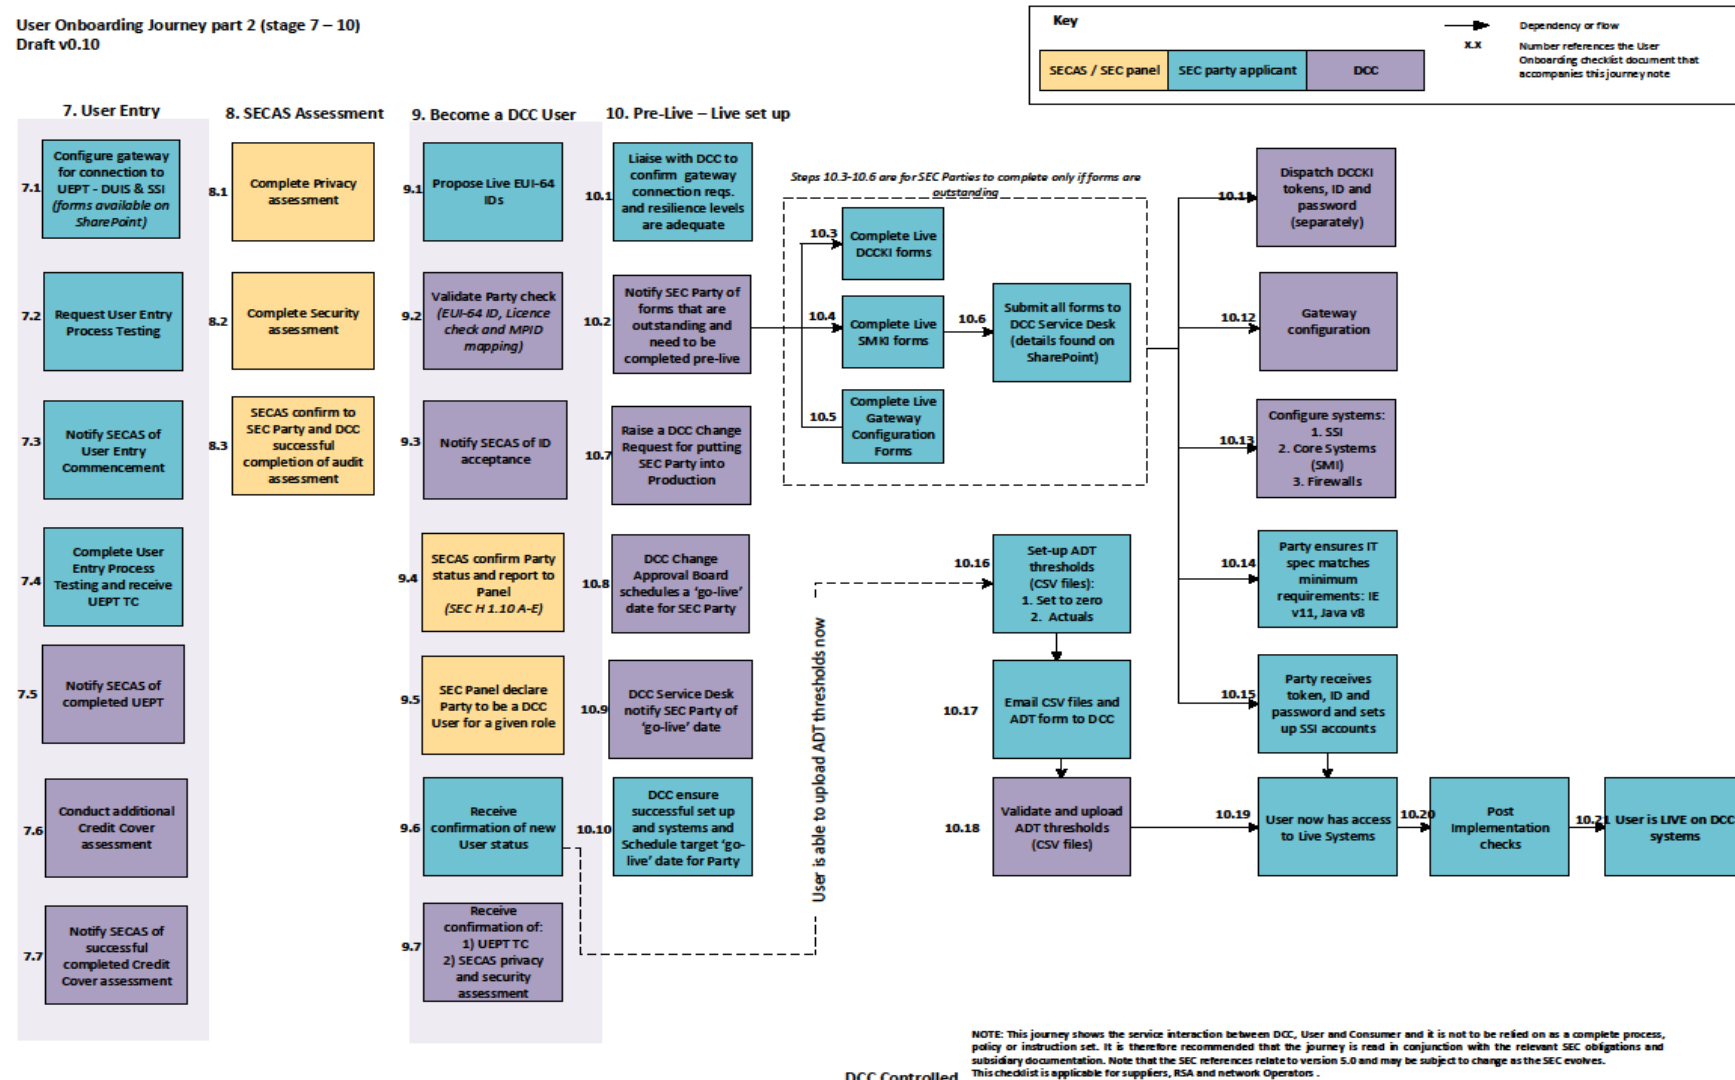 User Onboarding Journey part 2 (stage 7 – 10)
Draft v0.10
Key
SECAS / SEC panel
SEC party applicant
DCC
Dependency or flow
x.x
Number references the User
Onboarding checklist document that
accompanies this journey note
7. User Entry
7.1
Configure gateway
for connection to
UEPT - DUIS & SSI
(forms available on
SharePoint)
7.2
Request User Entry
Process Testing
7.3
Notify SECAS of
User Entry
Commencement
7.4
Complete User
Entry Process
Testing and receive
UEPT TC
7.5
Notify SECAS of
completed UEPT
7.6
Conduct additional
Credit Cover
assessment
7.7
Notify SECAS of
successful
completed Credit
Cover assessment
8. SECAS Assessment
8.1
Complete Privacy
assessment
8.2
Complete Security
assessment
8.3
SECAS confirm to
SEC Party and DCC
successful
completion of audit
assessment
9. Become a DCC User
9.1
Propose Live EUI-64
IDs
9.2
Validate Party check
(EUI-64 ID, Licence
check and MPID
mapping)
9.3
Notify SECAS of ID
acceptance
9.4
SECAS confirm Party
status and report to
Panel
(SEC H 1.10 A-E)
9.5
SEC Panel declare
Party to be a DCC
User for a given role
9.6
Receive
confirmation of new
User status
9.7
Receive
confirmation of:
1) UEPT TC
2) SECAS privacy
and security
assessment
10. Pre-Live – Live set up
10.1
Liaise with DCC to
confirm gateway
connection reqs.
and resilience levels
are adequate
10.2
Notify SEC Party of
forms that are
outstanding and
need to be
completed pre-live
10.7
Raise a DCC Change
Request for putting
SEC Party into
Production
10.8
DCC Change
Approval Board
schedules a ‘go-live’
date for SEC Party
10.9
DCC Service Desk
notify SEC Party of
‘go-live’ date
10.10
DCC ensure
successful set up
and systems and
Schedule target ‘go-
live’ date for Party
Steps 10.3-10.6 are for SEC Parties to complete only if forms are
outstanding
10.3
Complete Live
DCCKI forms
10.4
Complete Live
SMKI forms
10.5
Complete Live
Gateway
Configuration
Forms
10.6
Submit all forms to
DCC Service Desk
(details found on
SharePoint)
10.11
Dispatch DCCKI
tokens, ID and
password
(separately)
10.12
Gateway
configuration
10.13
Configure systems:
1. SSI
2. Core Systems
(SMI)
3. Firewalls
10.14
Party ensures IT
spec matches
minimum
requirements: IE
v11, Java v8
10.15
Party receives
token, ID and
password and sets
up SSI accounts
User is able to upload ADT thresholds now
10.16
Set-up ADT
thresholds
(CSV files):
1. Set to zero
2. Actuals
10.17
Email CSV files and
ADT form to DCC
10.18
Validate and upload
ADT thresholds
(CSV files)
10.19
User now has access
to Live Systems
10.20
Post
Implementation
checks
10.21
User is LIVE on DCC
systems
NOTE: This journey shows the service interaction between DCC, User and Consumer and it is not to be relied on as a complete process,
policy or instruction set. It is therefore recommended that the journey is read in conjunction with the relevant SEC obligations and
subsidiary documentation. Note that the SEC references relate to version 5.0 and may be subject to change as the SEC evolves.
This checklist is applicable for suppliers, RSA and network Operators .
DCC Controlled